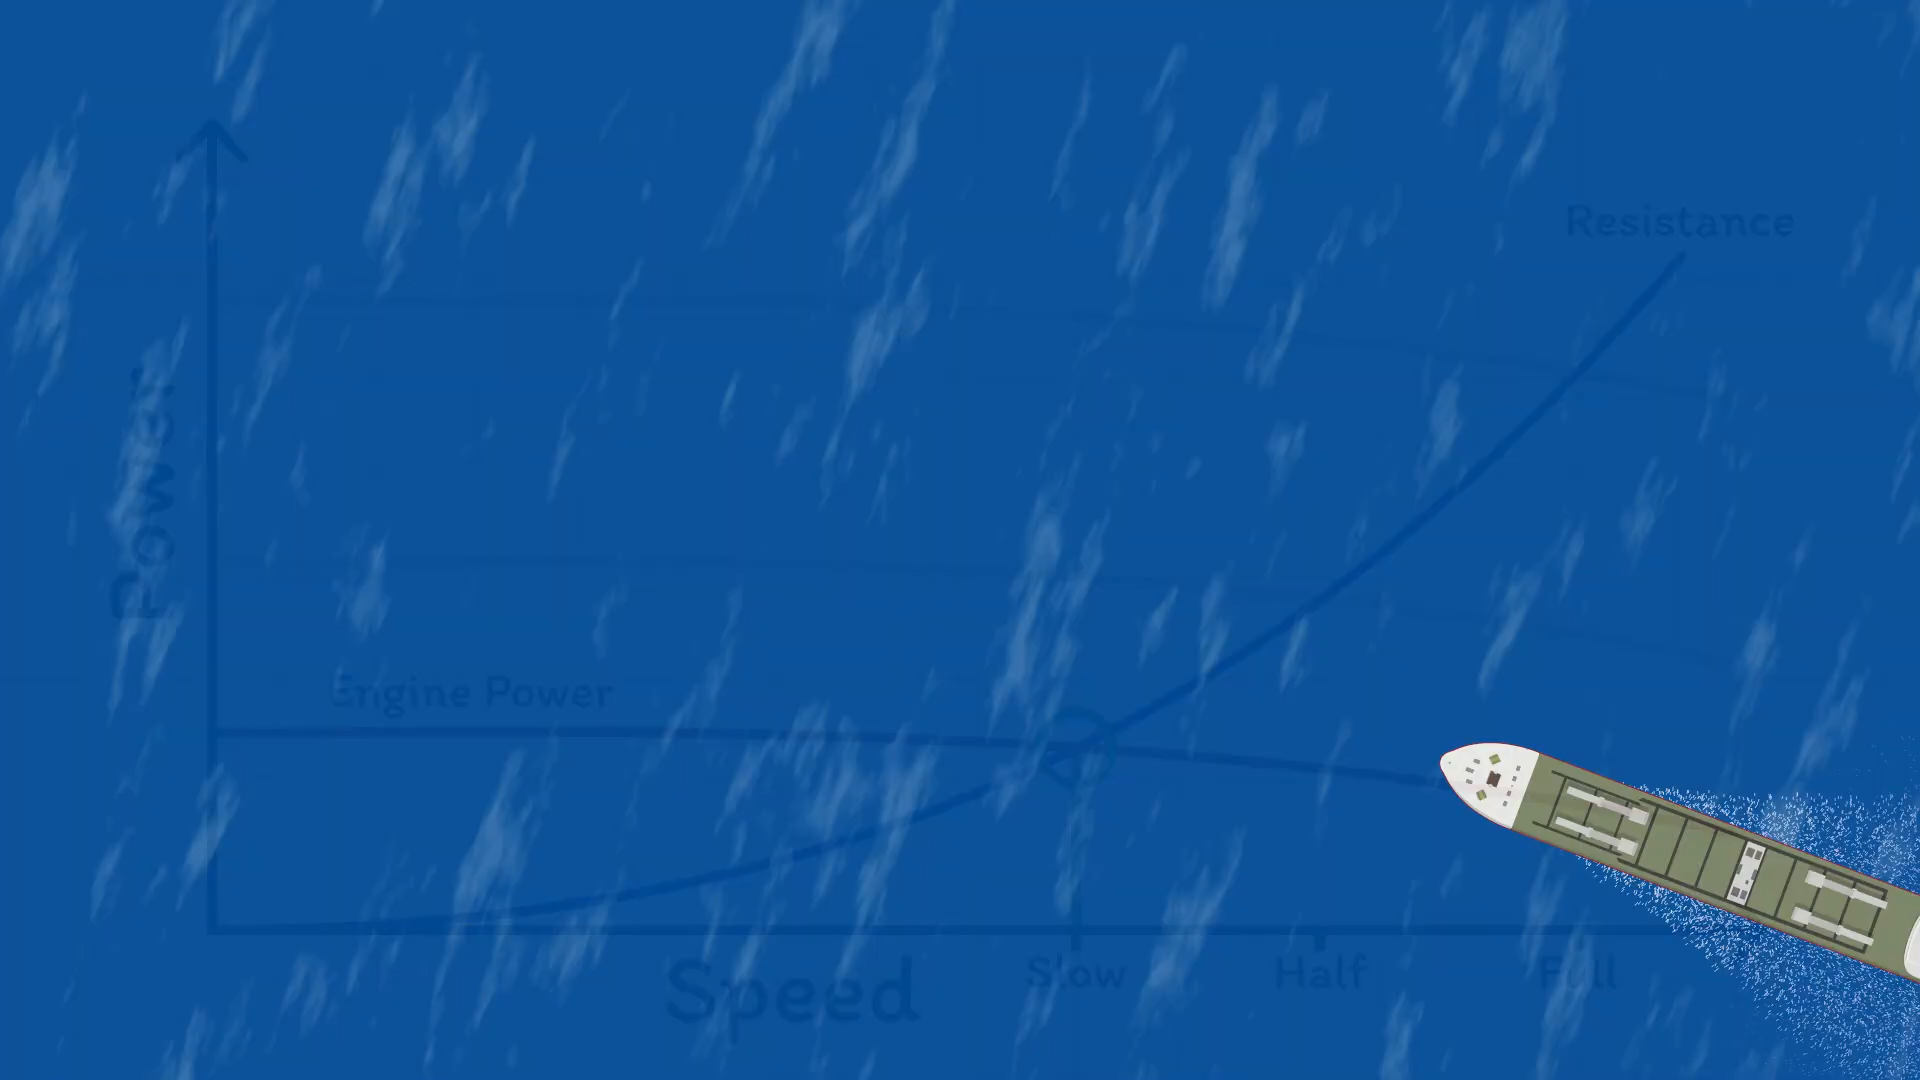 Resistance
Power
Engine Power
Slow
Half
Full
Speed